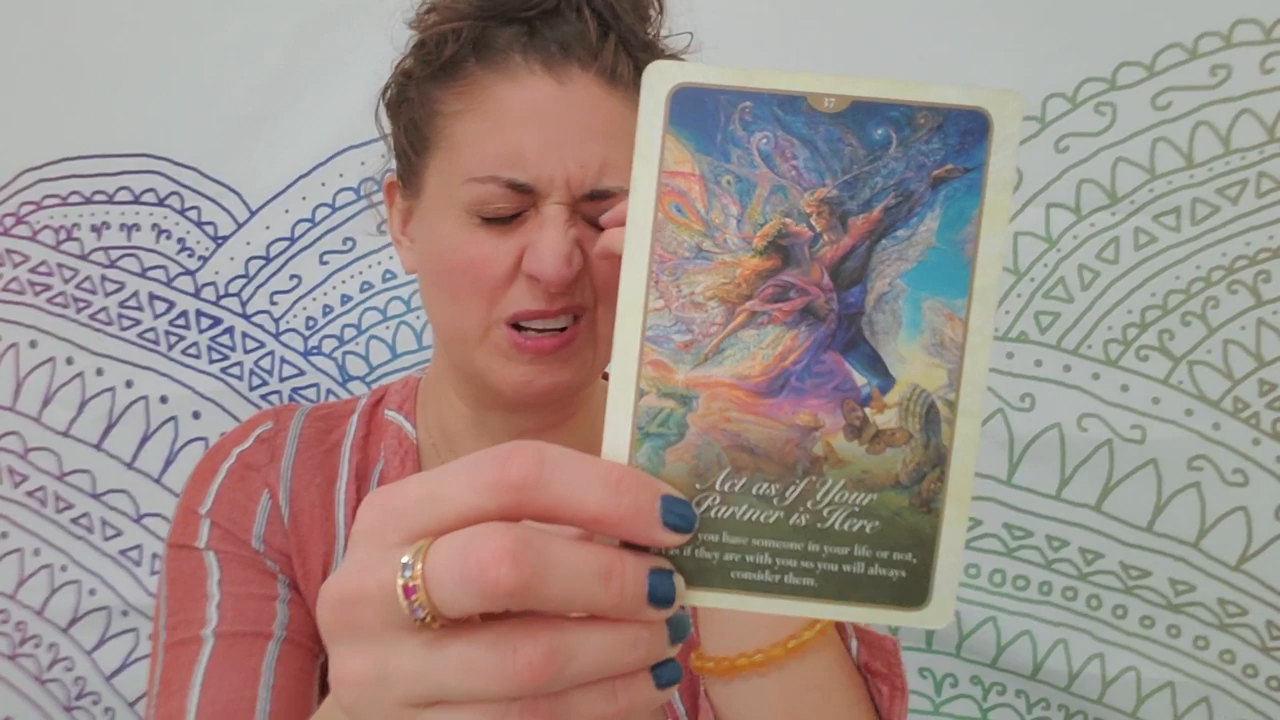 37
Act as if Your
Partner is Here
you have someone in your life or not,
if they are with you so you will always
consider them.